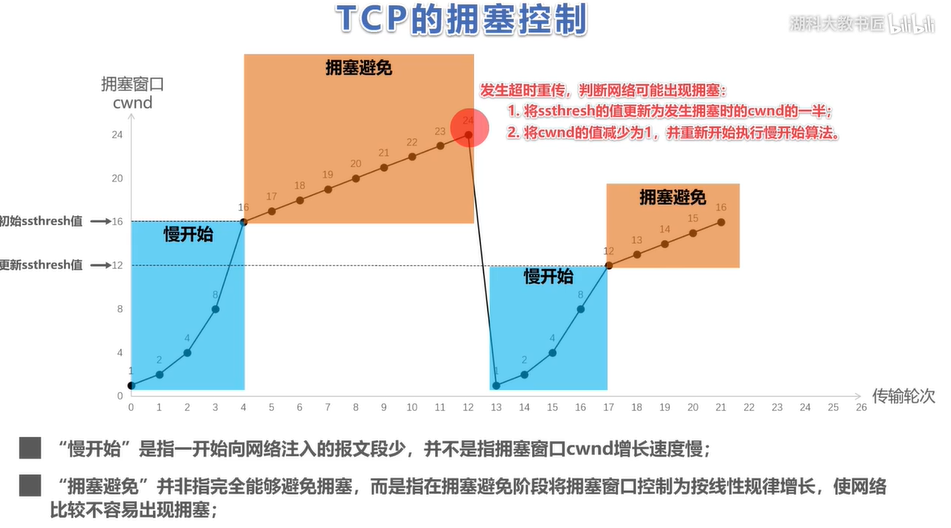 TCP的拥塞控制
湖科大教书匠 bilibili
拥塞窗口
cwnd
拥塞避免
发生超时重传，判断网络可能出现拥塞：
1. 将ssthresh的值更新为发生拥塞时的cwnd的一半；
2. 将cwnd的值减少为1，并重新开始执行慢开始算法。
24
24
23
22
21
20
20
19
18
17
16
拥塞避免
初始ssthresh值
16
慢开始
16
15
14
13
12
更新ssthresh值
12
慢开始
8
8
8
4
4
4
2
2
1
1
0
0 1 2 3 4 5 6 7 8 9 10 11 12 13 14 15 16 17 18 19 20 21 22 23 24 25 26
传输轮次
“慢开始”是指一开始向网络注入的报文段少，并不是指拥塞窗口cwnd增长速度慢；
“拥塞避免”并非指完全能够避免拥塞，而是指在拥塞避免阶段将拥塞窗口控制为按线性规律增长，使网络
比较不容易出现拥塞；